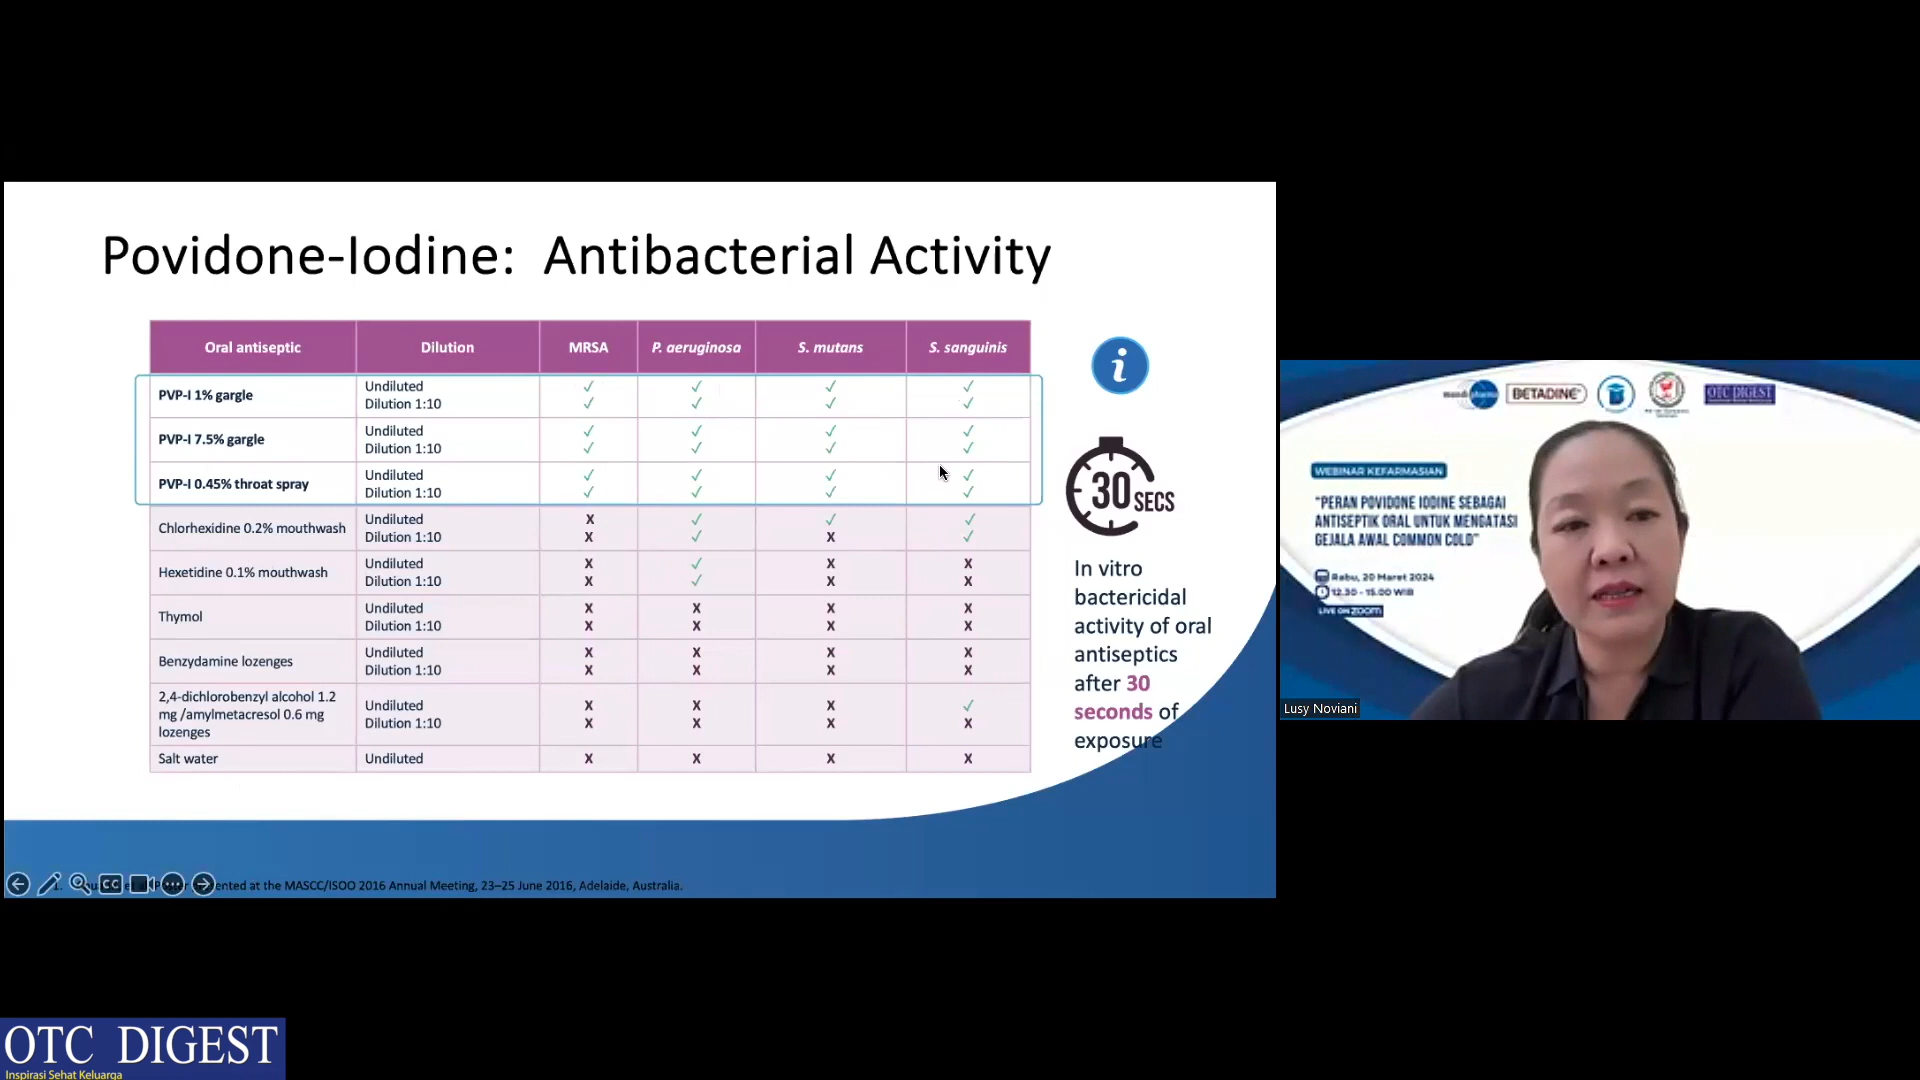 Povidone-Iodine: Antibacterial Activity
Oral antiseptic Dilution MRSA P. aeruginosa S. mutans S. sanguinis
PVP-I 1% gargle
Undiluted ✓ ✓ ✓ ✓
Dilution 1:10 ✓ ✓ ✓ ✓
PVP-I 7.5% gargle
Undiluted ✓ ✓ ✓ ✓
Dilution 1:10 ✓ ✓ ✓ ✓
PVP-I 0.45% throat spray
Undiluted ✓ ✓ ✓ ✓
Dilution 1:10 ✓ ✓ ✓ ✓
Chlorhexidine 0.2% mouthwash
Undiluted X ✓ ✓ ✓
Dilution 1:10 X ✓ X ✓
Hexetidine 0.1% mouthwash
Undiluted X ✓ X X
Dilution 1:10 X ✓ X X
Thymol
Undiluted X X X X
Dilution 1:10 X X X X
Benzydamine lozenges
Undiluted X X X X
Dilution 1:10 X X X X
2,4-dichlorobenzyl alcohol 1.2
mg /amylmetacresol 0.6 mg
lozenges
Undiluted X X X ✓
Dilution 1:10 X X X X
Salt water Undiluted X X X X
i
30 SECS
In vitro
bactericidal
activity of oral
antiseptics
after 30
seconds of
exposure
at the MASCC/ISOO 2016 Annual Meeting, 23–25 June 2016, Adelaide, Australia.
CC
BETADINE®
OTC DIGEST
WEBINAR KEFARMASIAN
"PERAN POVIDONE IODINE SEBAGAI
ANTISEPTIK ORAL UNTUK MENGATASI
GEJALA AWAL COMMON COLD"
Rabu, 20 Maret 2024
12.30 - 15.00 WIB
LIVE ON zoom
Lusy Noviani
OTC DIGEST
Inspirasi Sehat Keluarga